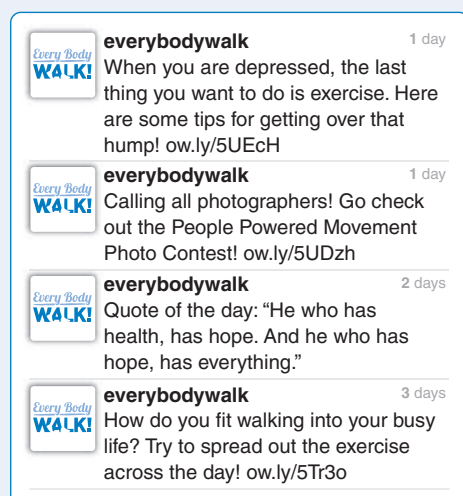 Every Body
WALK!
everybodywalk 1 day
When you are depressed, the last
thing you want to do is exercise. Here
are some tips for getting over that
hump! ow.ly/5UEcH
Every Body
WALK!
everybodywalk 1 day
Calling all photographers! Go check
out the People Powered Movement
Photo Contest! ow.ly/5UDzh
Every Body
WALK!
everybodywalk 2 days
Quote of the day: “He who has
health, has hope. And he who has
hope, has everything.”
Every Body
WALK!
everybodywalk 3 days
How do you fit walking into your busy
life? Try to spread out the exercise
across the day! ow.ly/5Tr3o